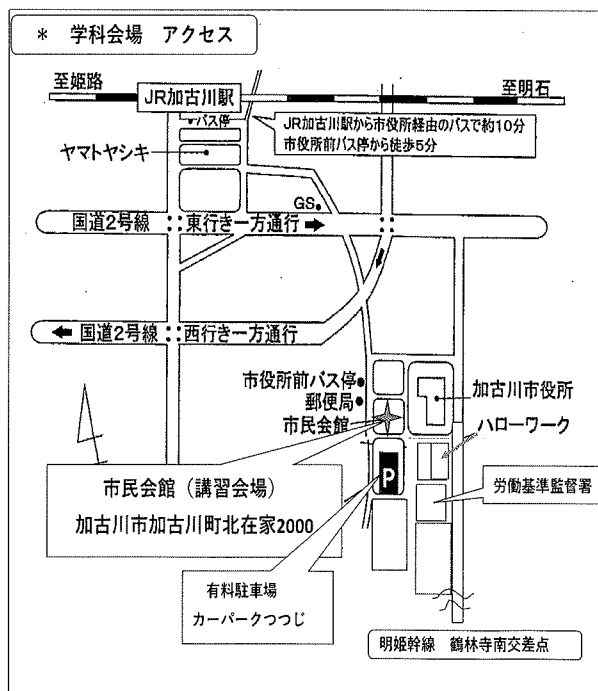 * 学科会場 アクセス
至姫路
JR加古川駅
至明石
・バス停
JR加古川駅から市役所経由のバスで約10分
市役所前バス停から徒歩5分
ヤマトヤシキ
GS
国道2号線
東行き一方通行
国道2号線
西行き一方通行
市役所前バス停
郵便局
市民会館
加古川市役所
ハローワーク
P
労働基準監督署
市民会館（講習会場）
加古川市加古川町北在家2000
有料駐車場
カーパークつつじ
明姫幹線 鶴林寺南交差点